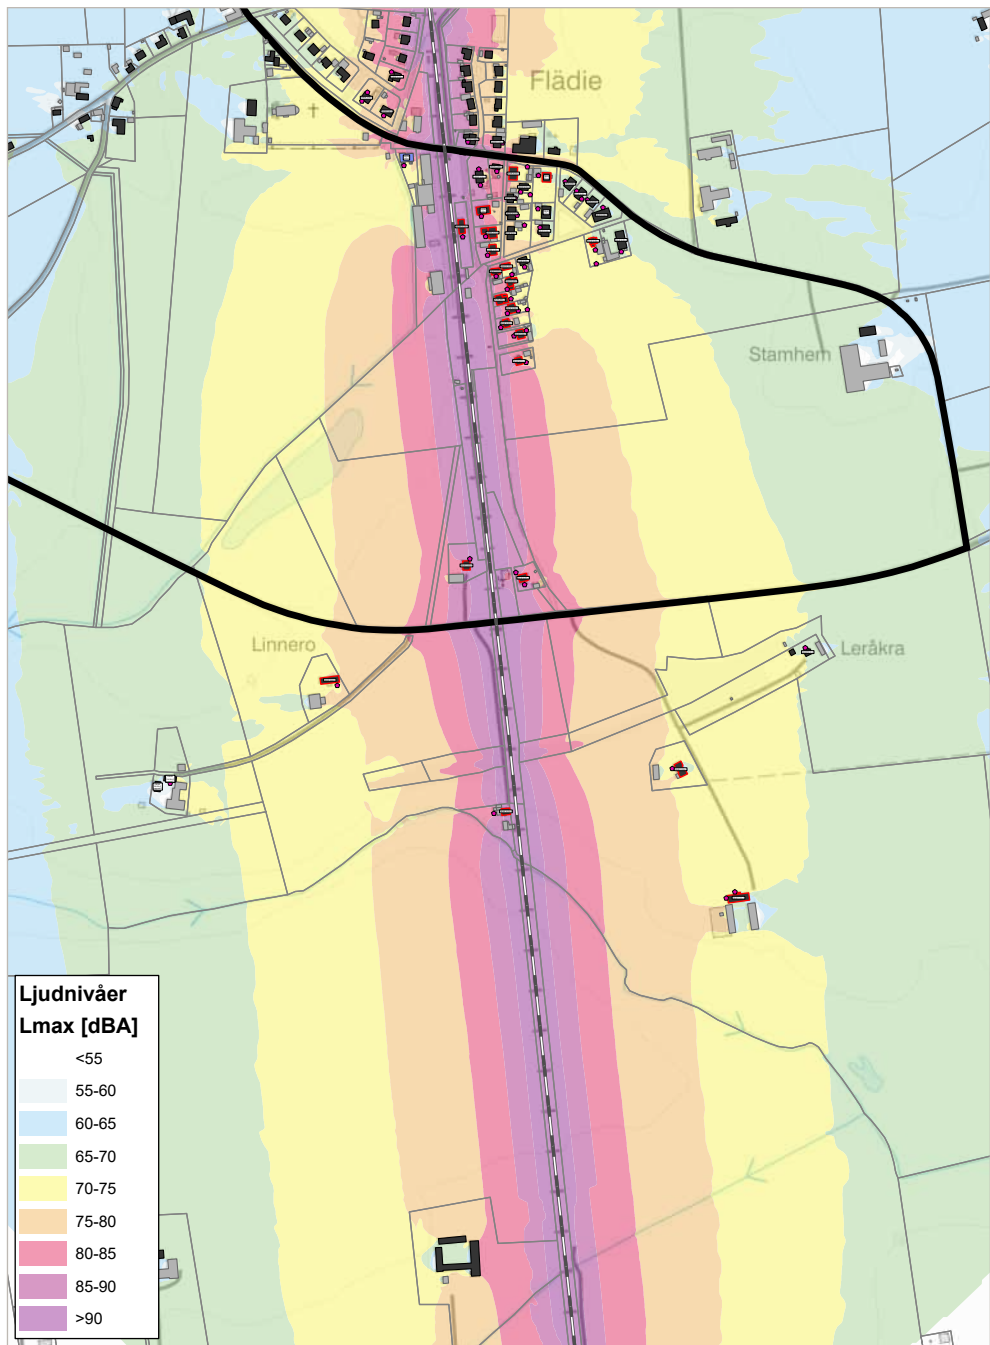 Flädie
Stamhem
Linnero
Leråkra
Ljudnivåer
Lmax [dBA]
<55
55-60
60-65
65-70
70-75
75-80
80-85
85-90
>90